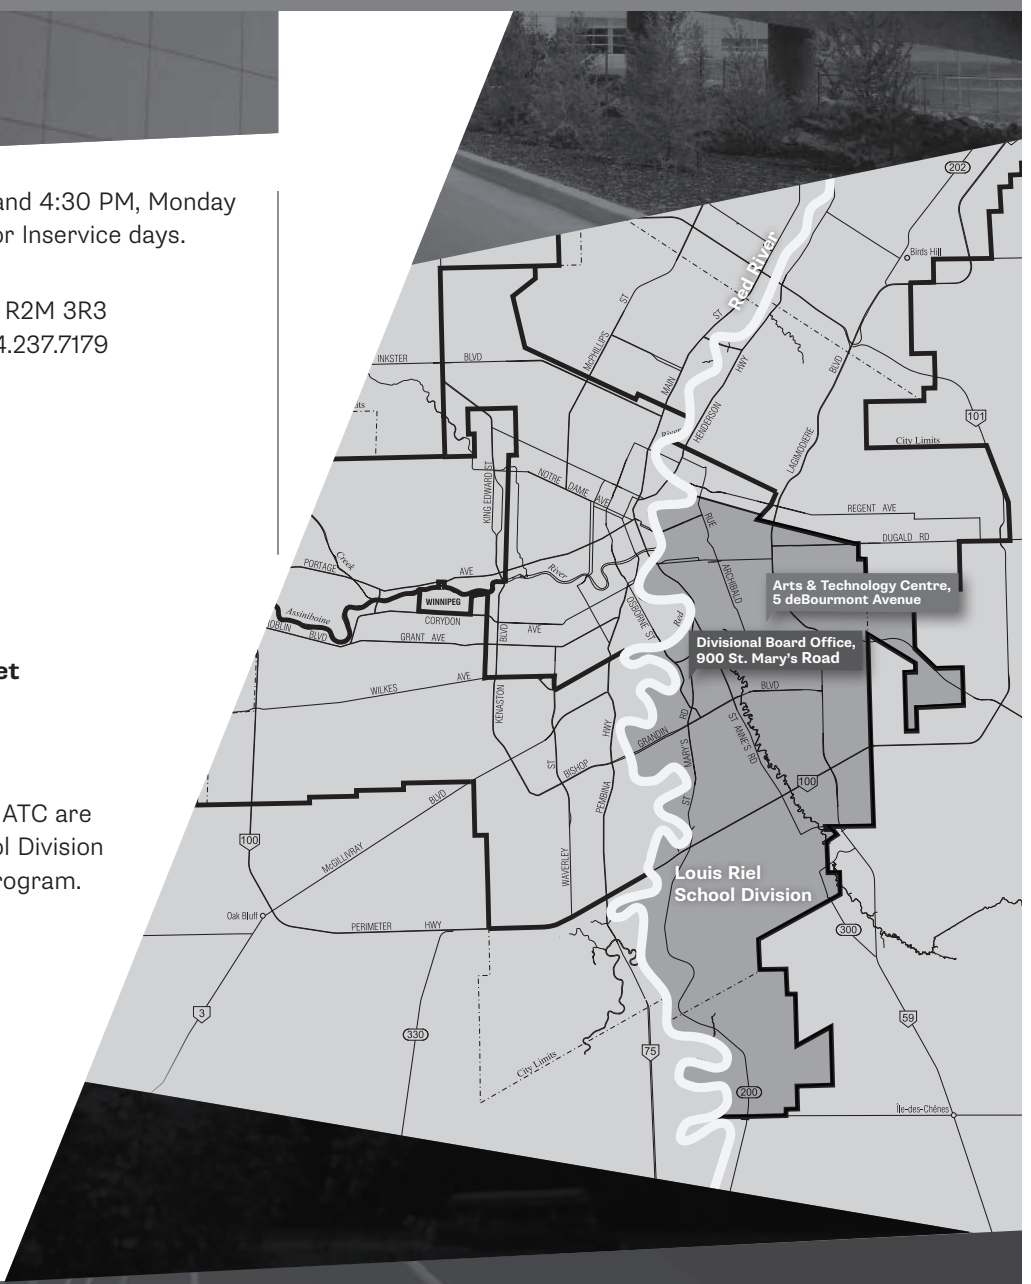 and 4:30 PM, Monday
or Inservice days.
R2M 3R3
4.237.7179
et
ATC are
ol Division
rogram.
202
Birds Hill
Red River
ST
ST
McPHILLIPS
INKSTER
BLVD
MAIN
HWY
BLVD
HENDERSON
its
101
River
LAGIMODIERE
City Limits
KING EDWARD ST
NOTRE DAME AVE
REGENT AVE
RUE
DUGALD RD
Creek
PORTAGE
AVE
River
ARCHIBALD
Arts & Technology Centre,
5 deBourmont Avenue
WINNIPEG
Assiniboine
CORYDON
OSBORNE ST
Red
BLVD
GRANT AVE
BLVD
AVE
Divisional Board Office,
900 St. Mary's Road
WILKES
AVE
BLVD
KENASTON
HWY
GRANDIN
RD
ST ANNE'S RD
ST
BISHOP
MARY'S
ST
PEMBINA
100
BLVD
100
McGILLIVRAY
WAVERLEY
Louis Riel
School Division
Oak Bluff
PERIMETER HWY
300
3
59
330
75
City Limits
200
Île-des-Chênes